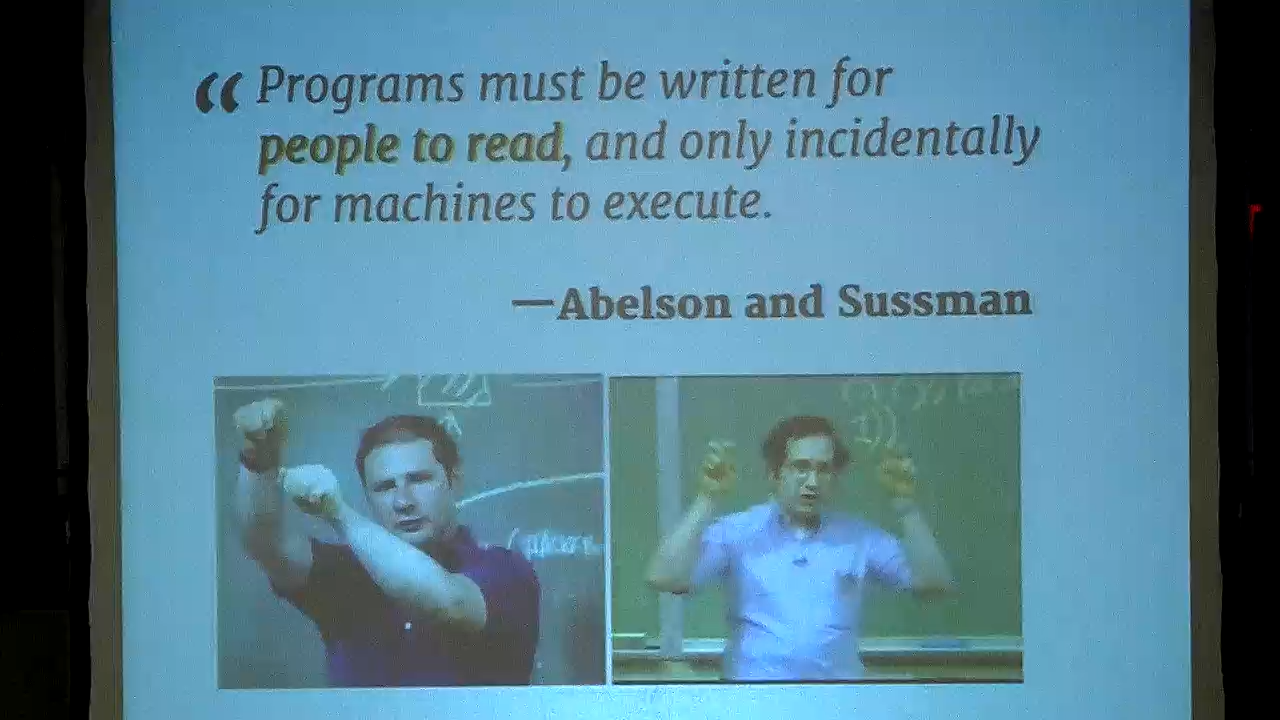 “Programs must be written for
people to read, and only incidentally
for machines to execute.
—Abelson and Sussman